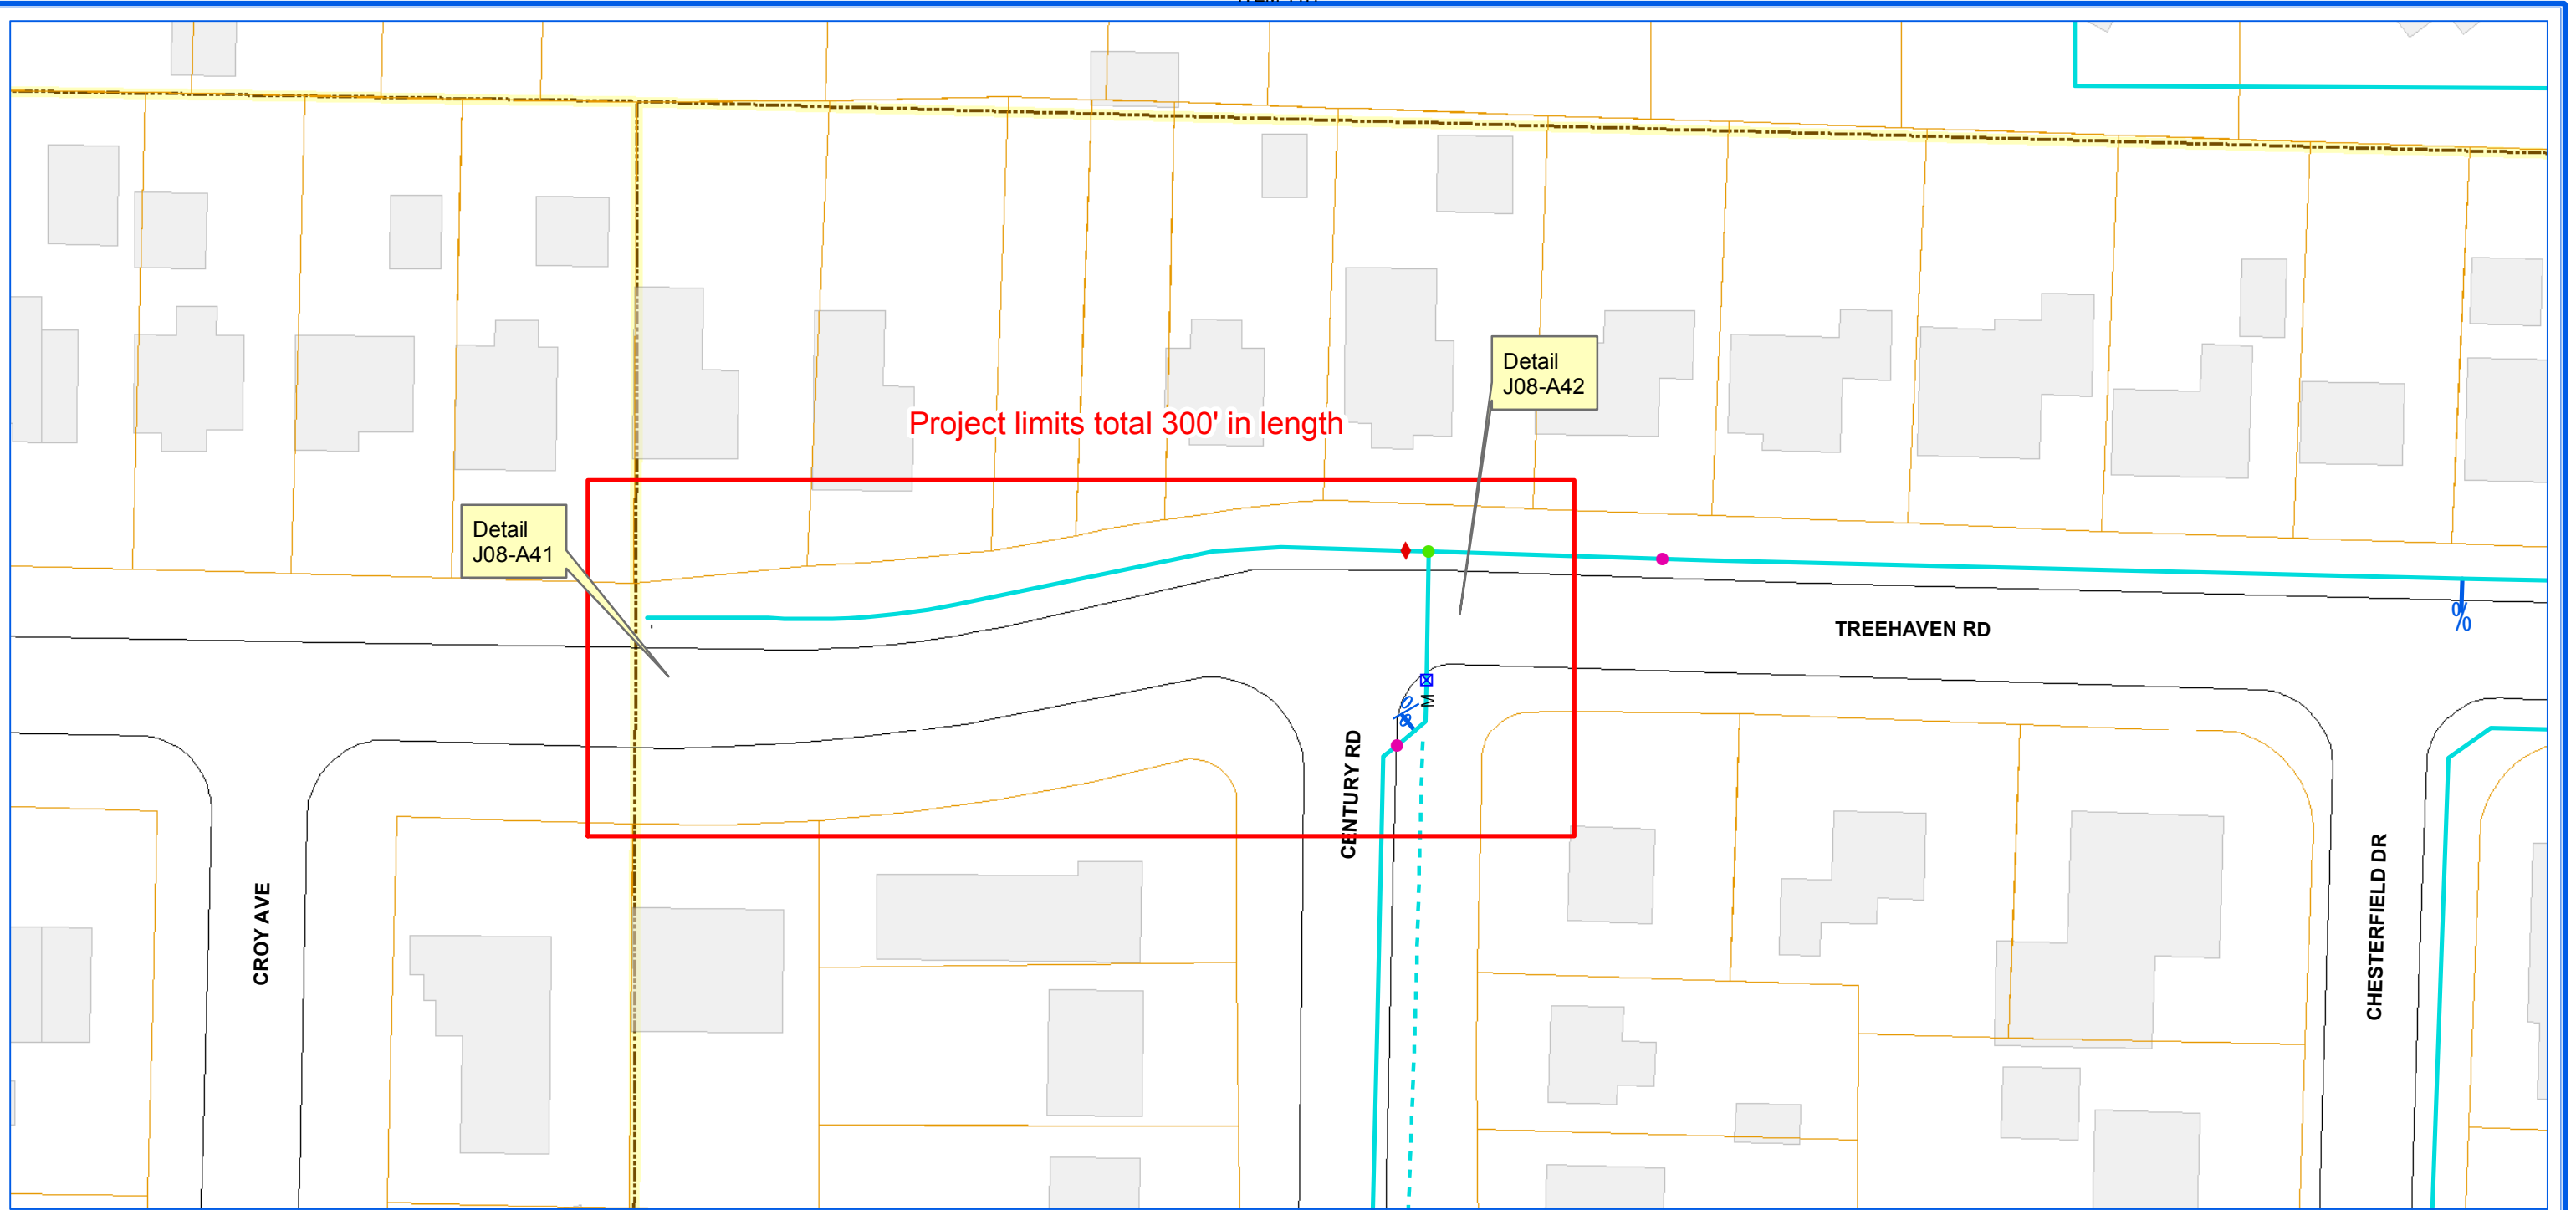 Detail
J08-A42
Project limits total 300' in length
Detail
J08-A41
TREEHAVEN RD
M
CENTURY RD
CROY AVE
CHESTERFIELD DR